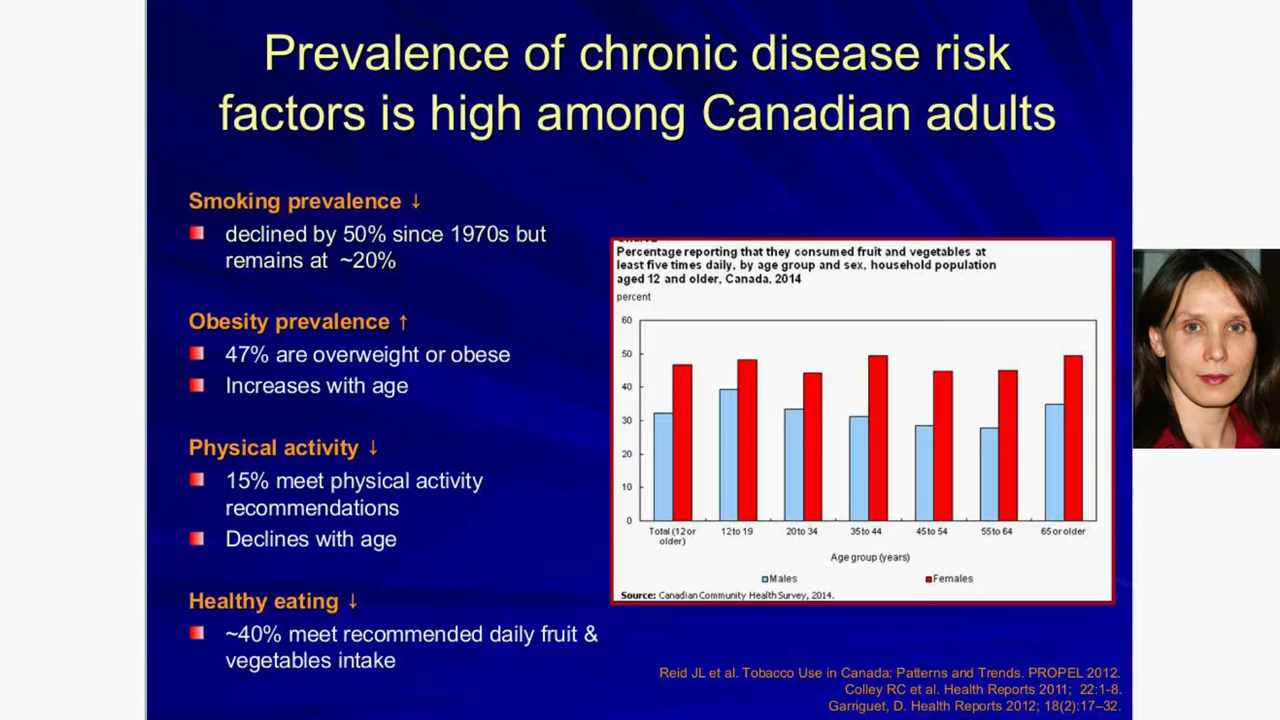 Prevalence of chronic disease risk
factors is high among Canadian adults
Smoking prevalence ↓
declined by 50% since 1970s but
remains at ~20%
Obesity prevalence ↑
47% are overweight or obese
Increases with age
Physical activity ↓
15% meet physical activity
recommendations
Declines with age
Healthy eating ↓
~40% meet recommended daily fruit &
vegetables intake
Percentage reporting that they consumed fruit and vegetables at
least five times daily, by age group and sex, household population
aged 12 and older, Canada, 2014
percent
60
50
40
30
20
10
0
Total (12 or older) 12 to 19 20 to 34 35 to 44 45 to 54 55 to 64 65 or older
Age group (years)
Males Females
Source: Canadian Community Health Survey, 2014.
Reid JL et al. Tobacco Use in Canada: Patterns and Trends. PROPEL 2012.
Colley RC et al. Health Reports 2011; 22:1-8.
Garriguet, D. Health Reports 2012; 18(2):17–32.